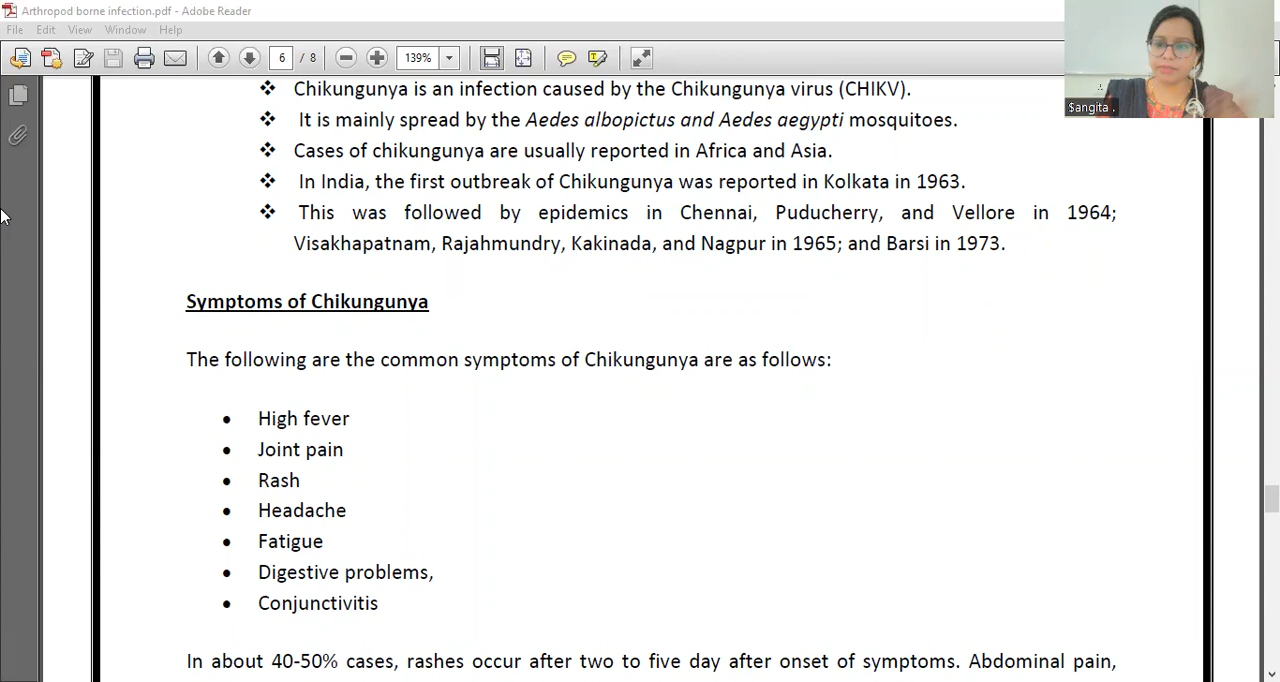 Arthropod borne infection.pdf - Adobe Reader
File Edit View Window Help
6 / 8 139%
Sangita .
❖ Chikungunya is an infection caused by the Chikungunya virus (CHIKV).
❖ It is mainly spread by the Aedes albopictus and Aedes aegypti mosquitoes.
❖ Cases of chikungunya are usually reported in Africa and Asia.
❖ In India, the first outbreak of Chikungunya was reported in Kolkata in 1963.
❖ This was followed by epidemics in Chennai, Puducherry, and Vellore in 1964;
Visakhapatnam, Rajahmundry, Kakinada, and Nagpur in 1965; and Barsi in 1973.
Symptoms of Chikungunya
The following are the common symptoms of Chikungunya are as follows:
• High fever
• Joint pain
• Rash
• Headache
• Fatigue
• Digestive problems,
• Conjunctivitis
In about 40-50% cases, rashes occur after two to five day after onset of symptoms. Abdominal pain,